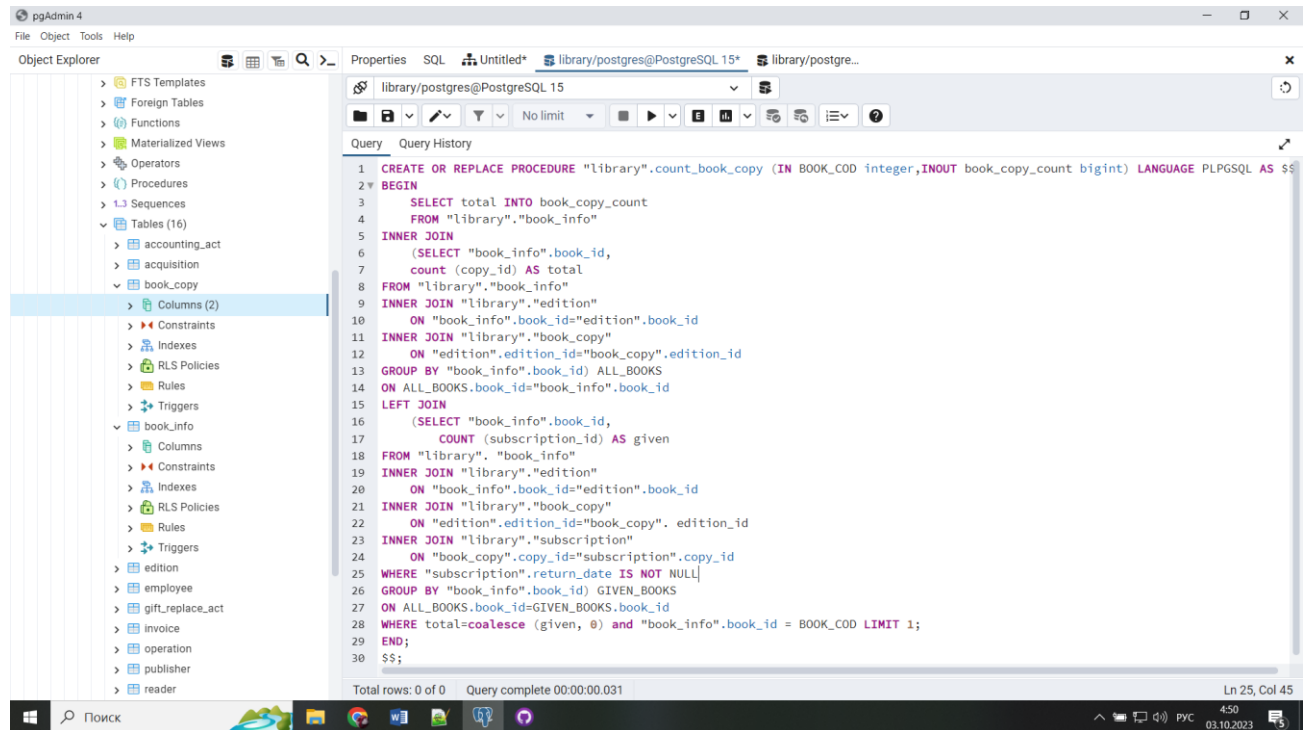 pgAdmin 4
File Object Tools Help
Object Explorer
Properties SQL Untitled* library/postgres@PostgreSQL 15* library/postgre...
FTS Templates
Foreign Tables
Functions
Materialized Views
Operators
Procedures
1..3 Sequences
Tables (16)
accounting_act
acquisition
book_copy
Columns (2)
Constraints
Indexes
RLS Policies
Rules
Triggers
book_info
Columns
Constraints
Indexes
RLS Policies
Rules
Triggers
edition
employee
gift_replace_act
invoice
operation
publisher
reader
library/postgres@PostgreSQL 15
No limit
E
Query Query History
1 CREATE OR REPLACE PROCEDURE "library".count_book_copy (IN BOOK_COD integer,INOUT book_copy_count bigint) LANGUAGE PLPGSQL AS $$
2 BEGIN
3 SELECT total INTO book_copy_count
4 FROM "library"."book_info"
5 INNER JOIN
6 (SELECT "book_info".book_id,
7 count (copy_id) AS total
8 FROM "library"."book_info"
9 INNER JOIN "library"."edition"
10 ON "book_info".book_id="edition".book_id
11 INNER JOIN "library"."book_copy"
12 ON "edition".edition_id="book_copy".edition_id
13 GROUP BY "book_info".book_id) ALL_BOOKS
14 ON ALL_BOOKS.book_id="book_info".book_id
15 LEFT JOIN
16 (SELECT "book_info".book_id,
17 COUNT (subscription_id) AS given
18 FROM "library". "book_info"
19 INNER JOIN "library"."edition"
20 ON "book_info".book_id="edition".book_id
21 INNER JOIN "library"."book_copy"
22 ON "edition".edition_id="book_copy". edition_id
23 INNER JOIN "library"."subscription"
24 ON "book_copy".copy_id="subscription".copy_id
25 WHERE "subscription".return_date IS NOT NULL
26 GROUP BY "book_info".book_id) GIVEN_BOOKS
27 ON ALL_BOOKS.book_id=GIVEN_BOOKS.book_id
28 WHERE total=coalesce (given, 0) and "book_info".book_id = BOOK_COD LIMIT 1;
29 END;
30 $$;
Total rows: 0 of 0 Query complete 00:00:00.031 Ln 25, Col 45
Поиск
РУС
4:50
03.10.2023
5